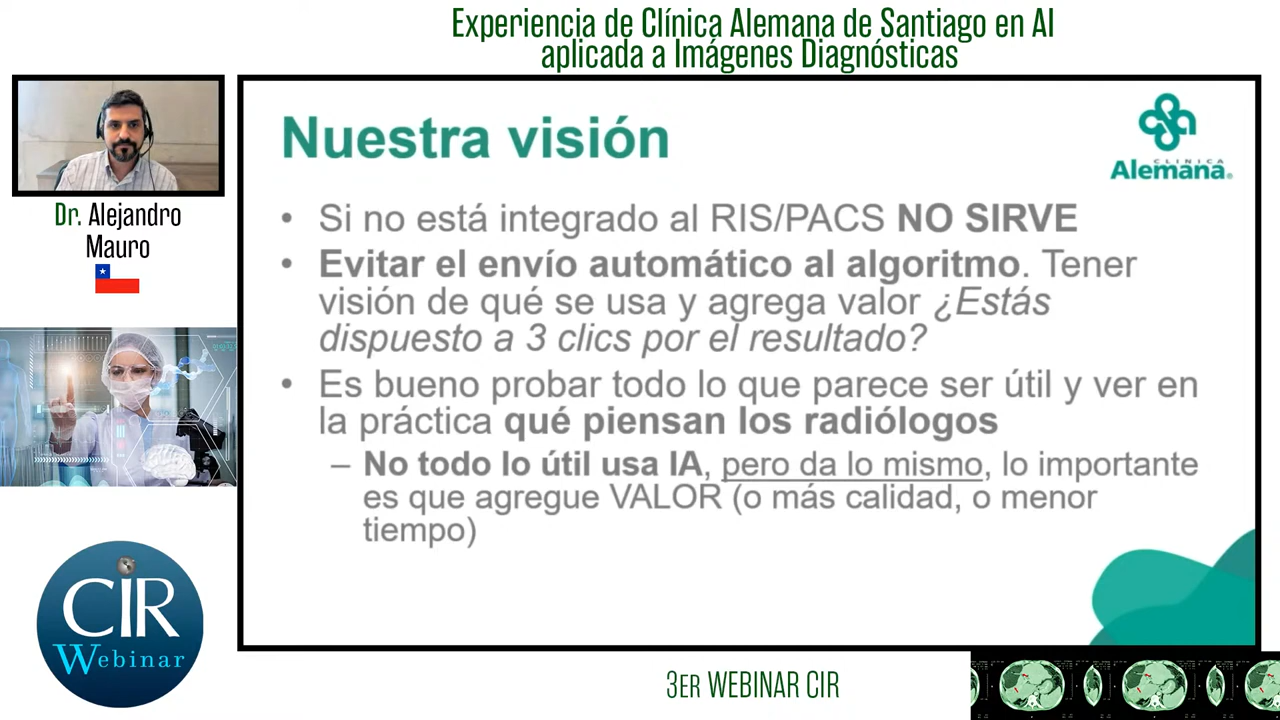 Experiencia de Clínica Alemana de Santiago en AI
aplicada a Imágenes Diagnósticas
Dr. Alejandro
Mauro
Nuestra visión
CLINICA
Alemana®
• Si no está integrado al RIS/PACS NO SIRVE
• Evitar el envío automático al algoritmo. Tener
visión de qué se usa y agrega valor ¿Estás
dispuesto a 3 clics por el resultado?
• Es bueno probar todo lo que parece ser útil y ver en
la práctica qué piensan los radiólogos
– No todo lo útil usa IA, pero da lo mismo, lo importante
es que agregue VALOR (o más calidad, o menor
tiempo)
CIR
Webinar
3ER WEBINAR CIR